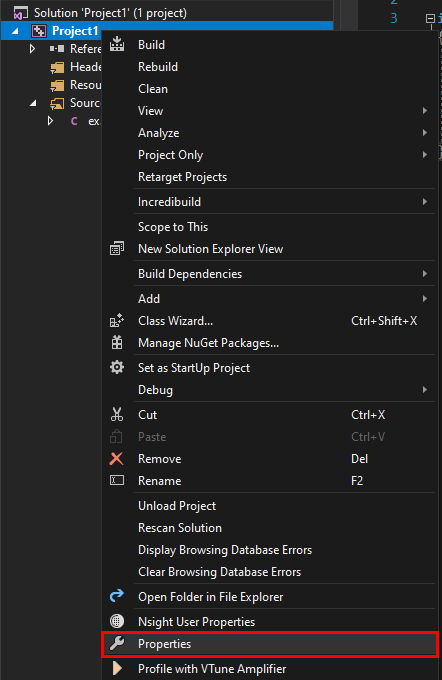 Solution 'Project1' (1 project)
Project1
Refere
Heade
Resou
Sourc
ex
2
3
Build
Rebuild
Clean
View
Analyze
Project Only
Retarget Projects
Incredibuild
Scope to This
New Solution Explorer View
Build Dependencies
Add
Class Wizard... Ctrl+Shift+X
Manage NuGet Packages...
Set as StartUp Project
Debug
Cut Ctrl+X
Paste Ctrl+V
Remove Del
Rename F2
Unload Project
Rescan Solution
Display Browsing Database Errors
Clear Browsing Database Errors
Open Folder in File Explorer
Nsight User Properties
Properties
Profile with VTune Amplifier